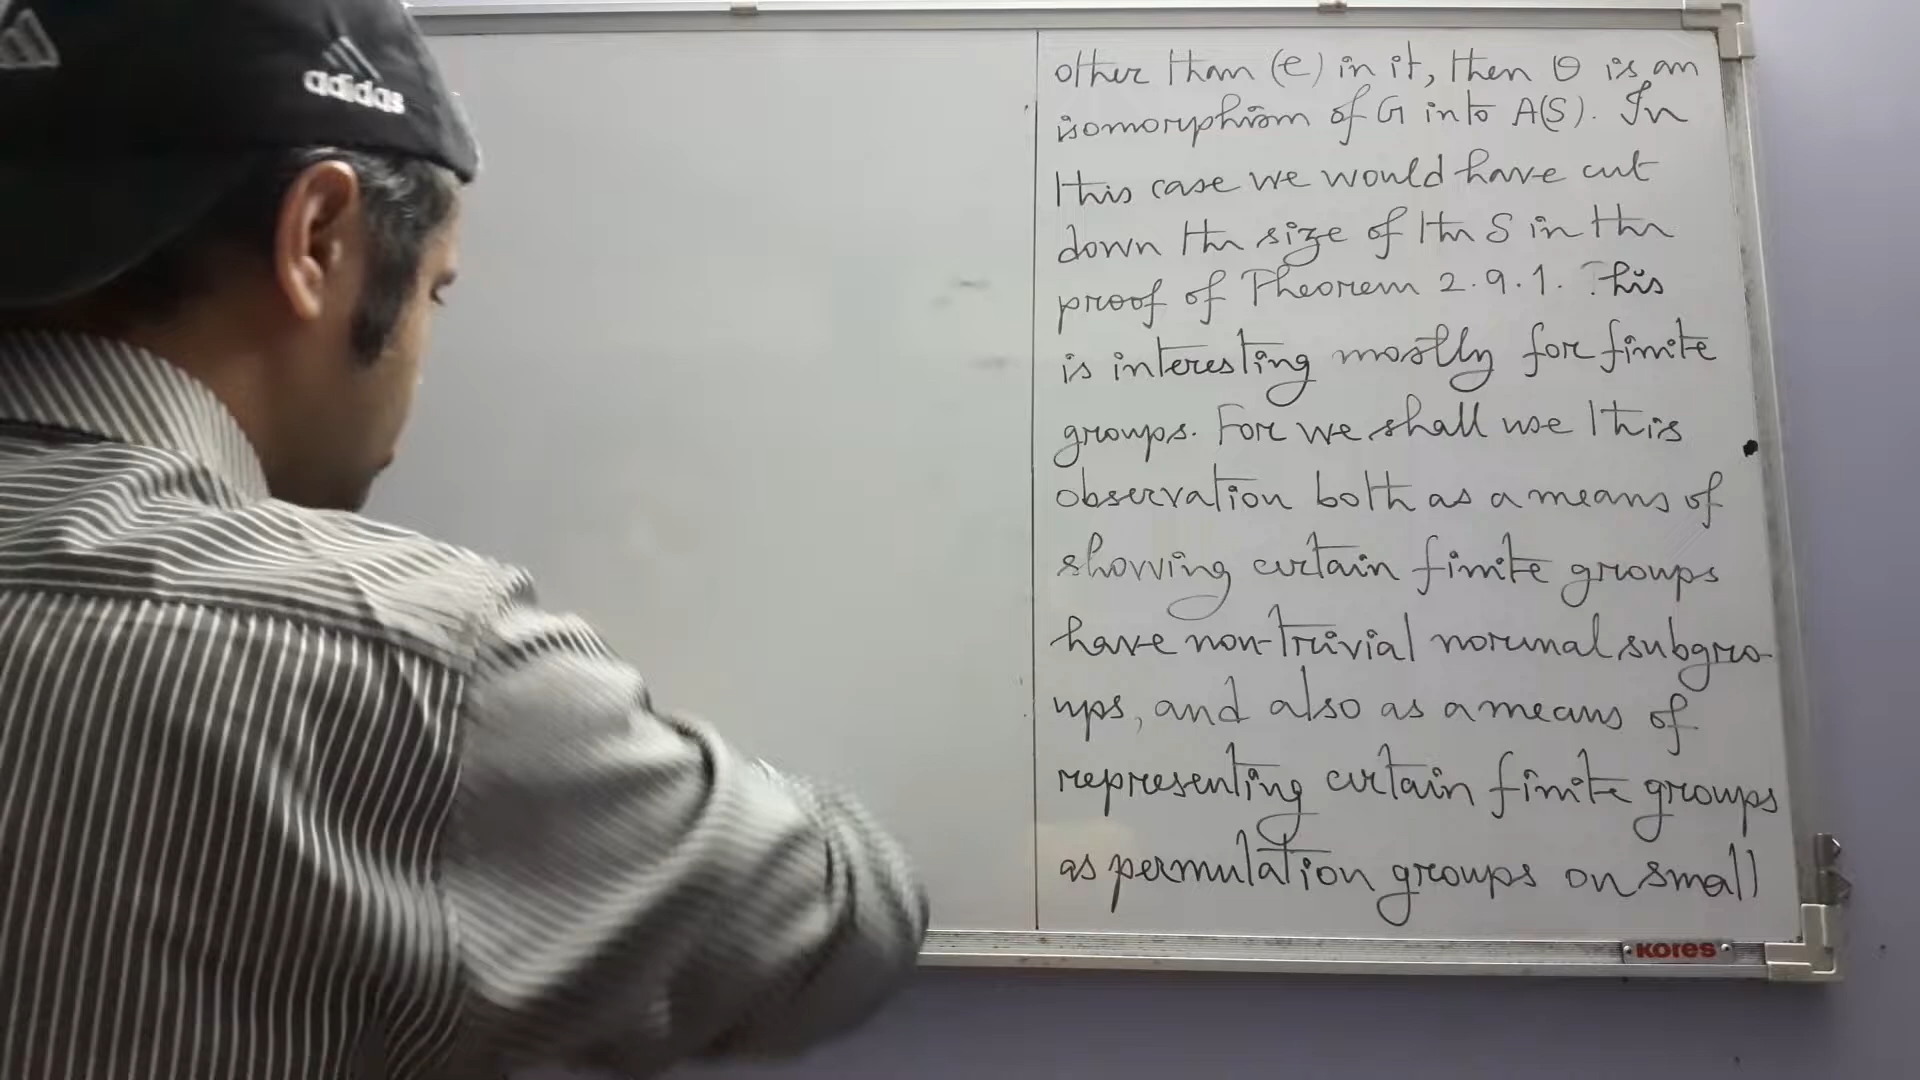 adidas
other than (e) in it, then θ is an
isomorphism of G into A(S). In
this case we would have cut
down the size of the S in the
proof of Theorem 2.9.1. This
is interesting mostly for finite
groups. For we shall use this
observation both as a means of
showing certain finite groups
have non-trivial normal subgro-
ups, and also as a means of
representing certain finite groups
as permutation groups on small
KORES